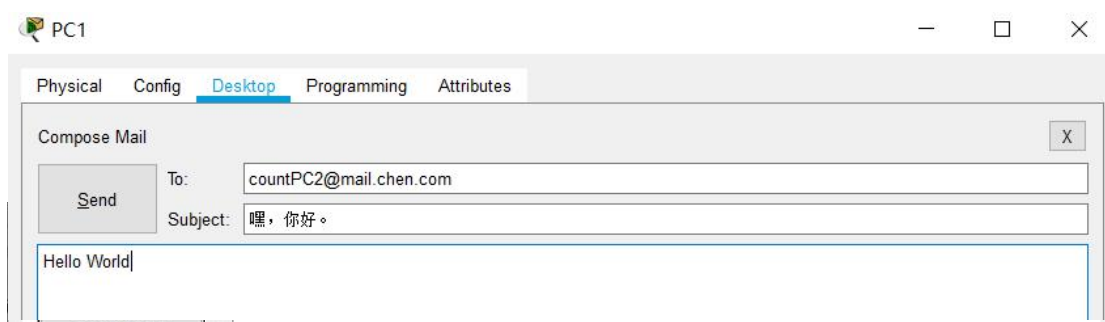 PC1
Physical Config Desktop Programming Attributes
Compose Mail X
Send
To: countPC2@mail.chen.com
Subject: 嘿，你好。
Hello World